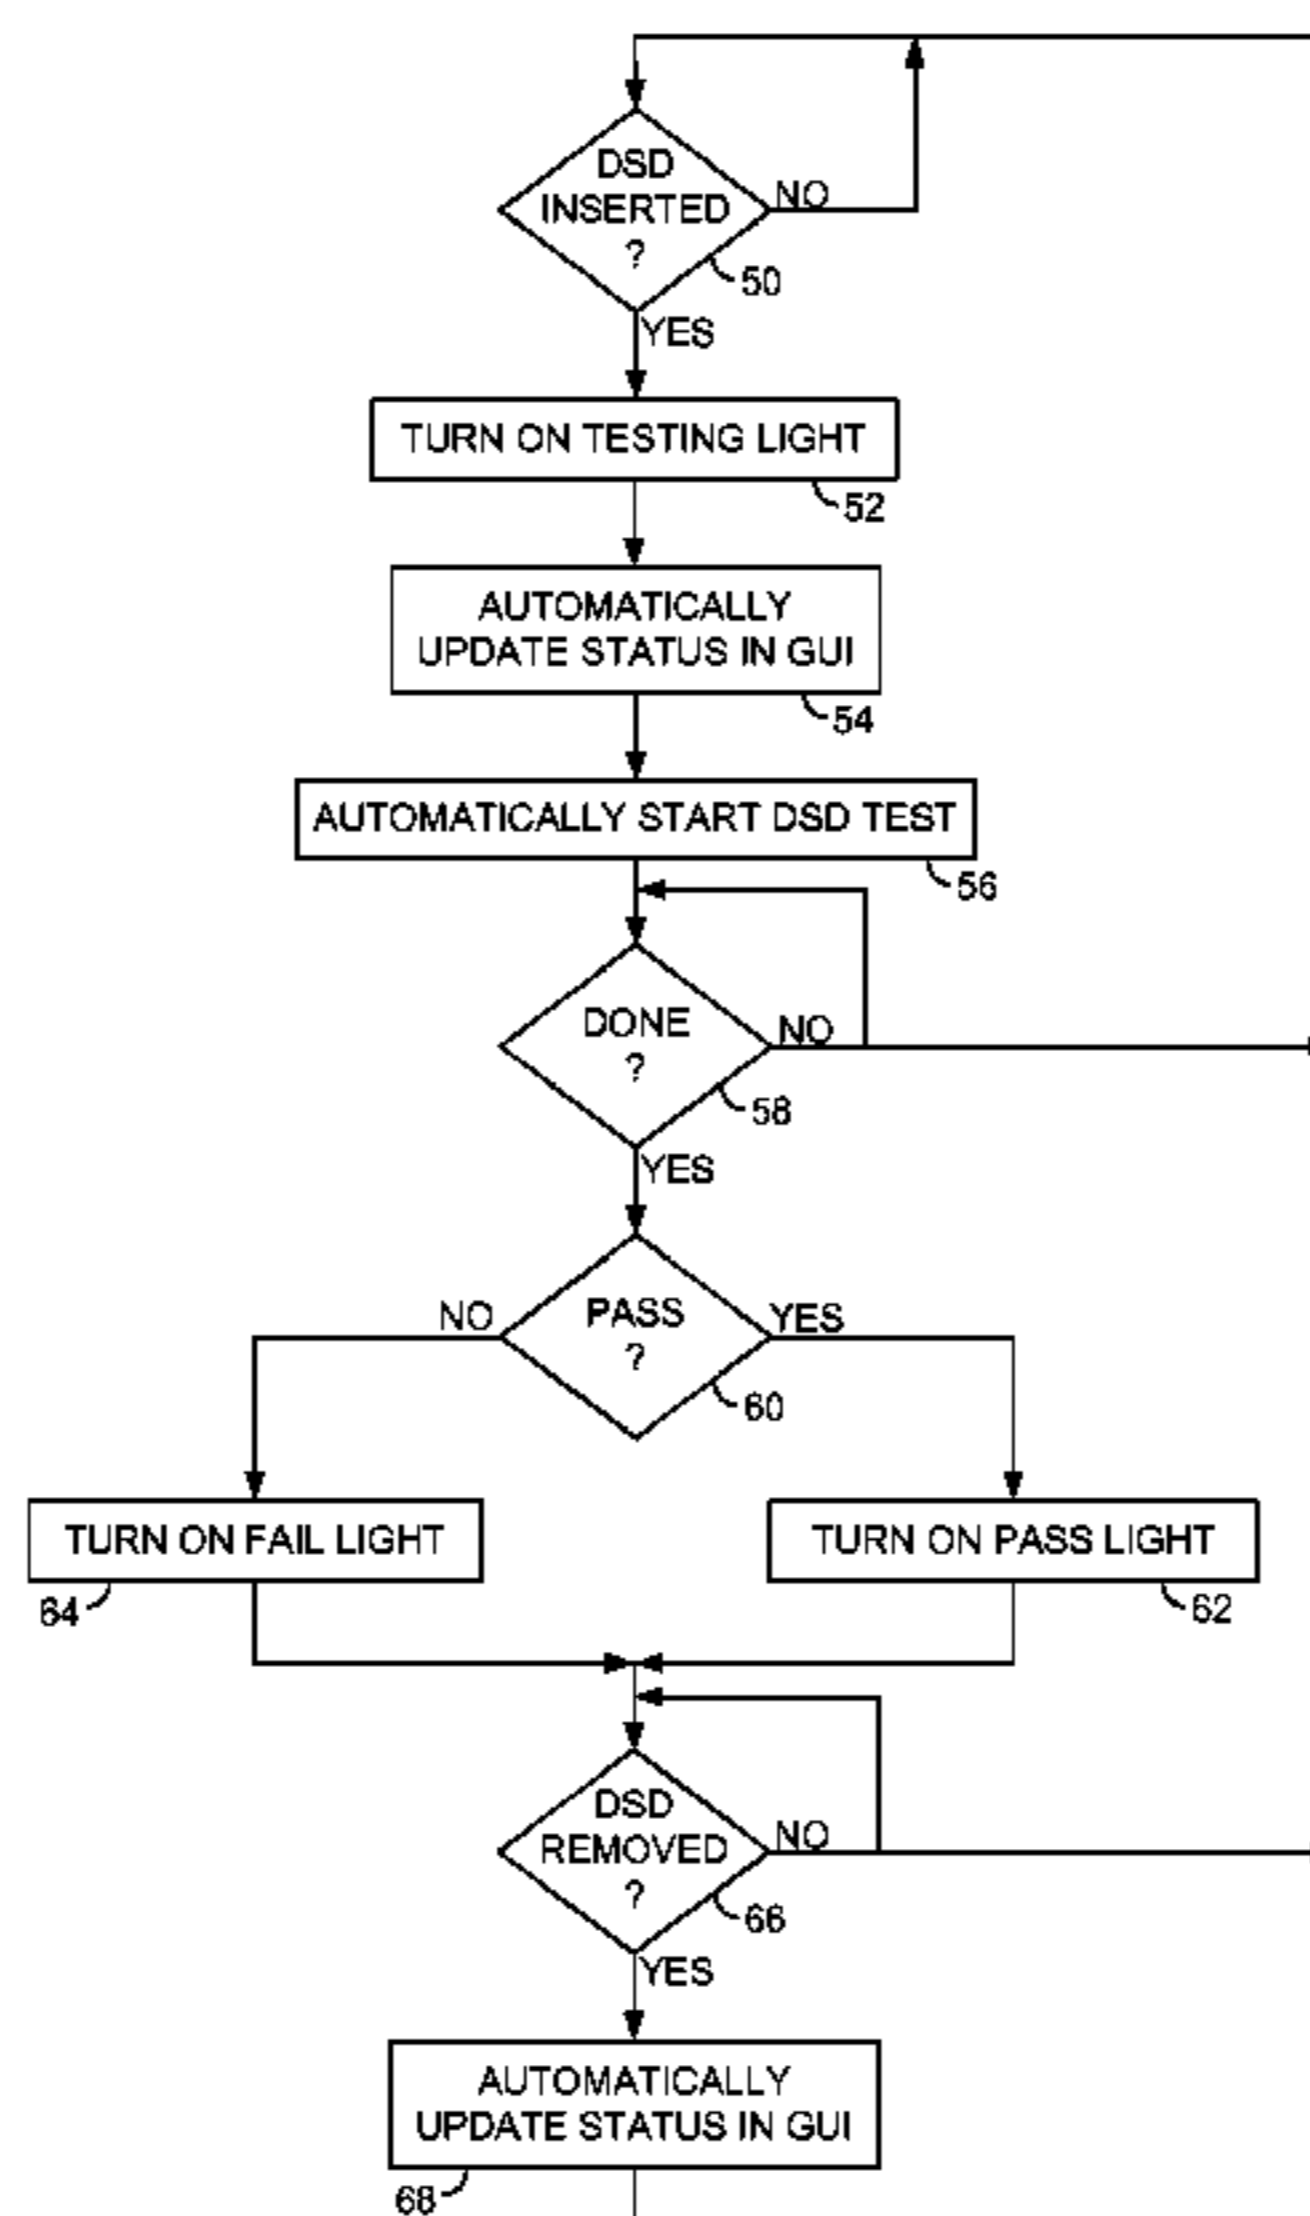 DSD
INSERTED
?
NO
50
YES
TURN ON TESTING LIGHT
52
AUTOMATICALLY
UPDATE STATUS IN GUI
54
AUTOMATICALLY START DSD TEST
56
DONE
?
NO
58
YES
NO
PASS
?
YES
60
TURN ON FAIL LIGHT
64
TURN ON PASS LIGHT
62
DSD
REMOVED
?
NO
66
YES
AUTOMATICALLY
UPDATE STATUS IN GUI
68